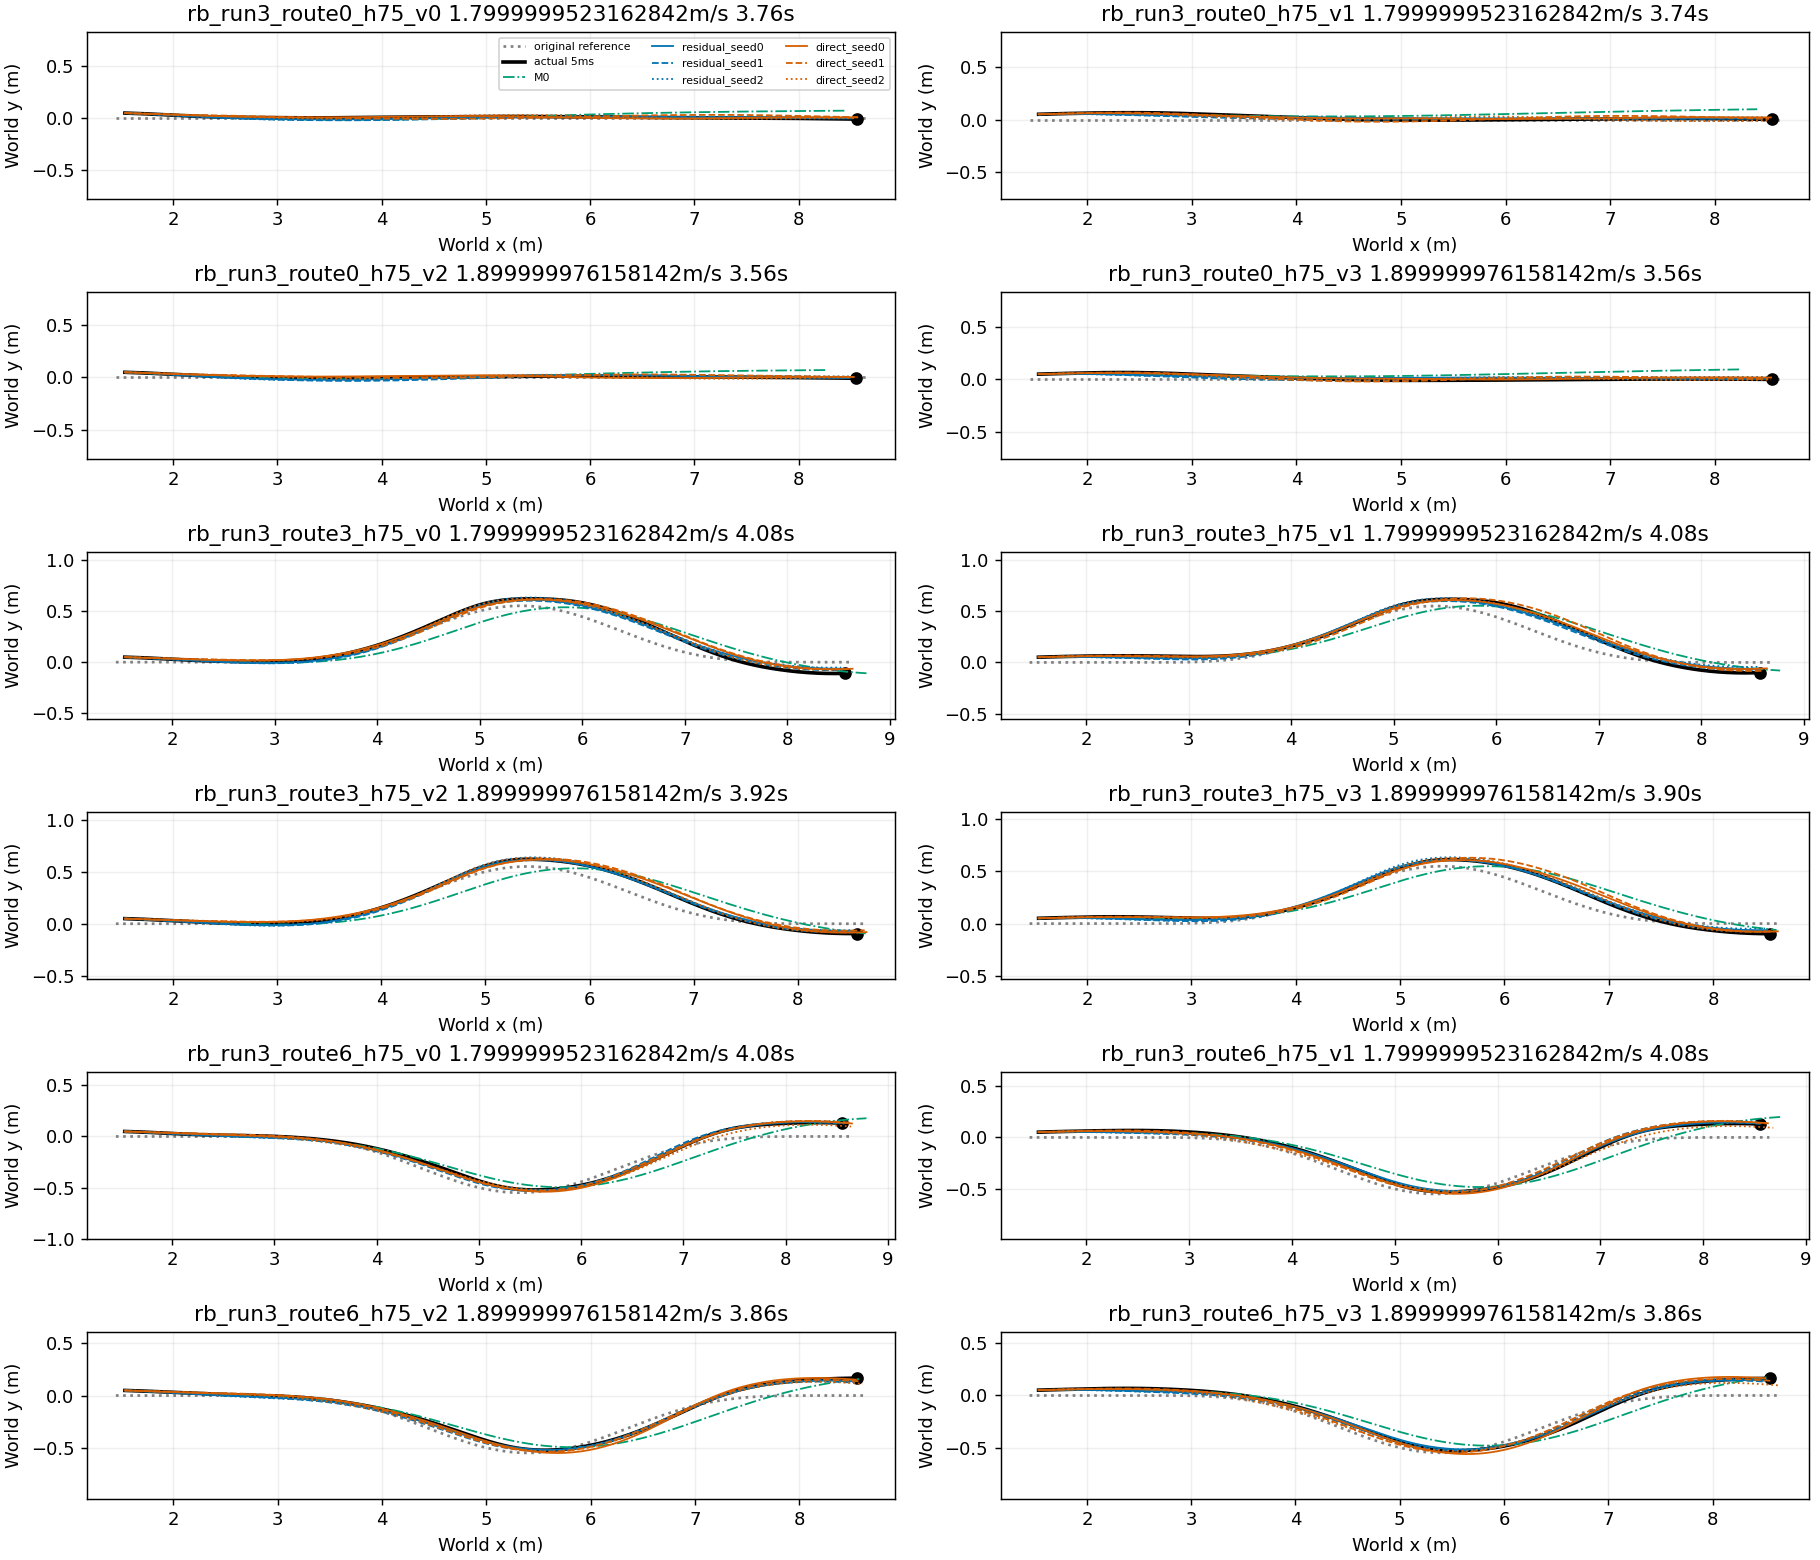 rb_run3_route0_h75_v0 1.7999999523162842m/s 3.76s
original reference
actual 5ms
M0
residual_seed0
residual_seed1
residual_seed2
direct_seed0
direct_seed1
direct_seed2
World y (m)
0.5
0.0
−0.5
2 3 4 5 6 7 8
World x (m)
rb_run3_route0_h75_v1 1.7999999523162842m/s 3.74s
World y (m)
0.5
0.0
−0.5
2 3 4 5 6 7 8
World x (m)
rb_run3_route0_h75_v2 1.899999976158142m/s 3.56s
World y (m)
0.5
0.0
−0.5
2 3 4 5 6 7 8
World x (m)
rb_run3_route0_h75_v3 1.899999976158142m/s 3.56s
World y (m)
0.5
0.0
−0.5
2 3 4 5 6 7 8
World x (m)
rb_run3_route3_h75_v0 1.7999999523162842m/s 4.08s
World y (m)
1.0
0.5
0.0
−0.5
2 3 4 5 6 7 8 9
World x (m)
rb_run3_route3_h75_v1 1.7999999523162842m/s 4.08s
World y (m)
1.0
0.5
0.0
−0.5
2 3 4 5 6 7 8 9
World x (m)
rb_run3_route3_h75_v2 1.899999976158142m/s 3.92s
World y (m)
1.0
0.5
0.0
−0.5
2 3 4 5 6 7 8
World x (m)
rb_run3_route3_h75_v3 1.899999976158142m/s 3.90s
World y (m)
1.0
0.5
0.0
−0.5
2 3 4 5 6 7 8
World x (m)
rb_run3_route6_h75_v0 1.7999999523162842m/s 4.08s
World y (m)
0.5
0.0
−0.5
−1.0
2 3 4 5 6 7 8 9
World x (m)
rb_run3_route6_h75_v1 1.7999999523162842m/s 4.08s
World y (m)
0.5
0.0
−0.5
2 3 4 5 6 7 8 9
World x (m)
rb_run3_route6_h75_v2 1.899999976158142m/s 3.86s
World y (m)
0.5
0.0
−0.5
2 3 4 5 6 7 8
World x (m)
rb_run3_route6_h75_v3 1.899999976158142m/s 3.86s
World y (m)
0.5
0.0
−0.5
2 3 4 5 6 7 8
World x (m)